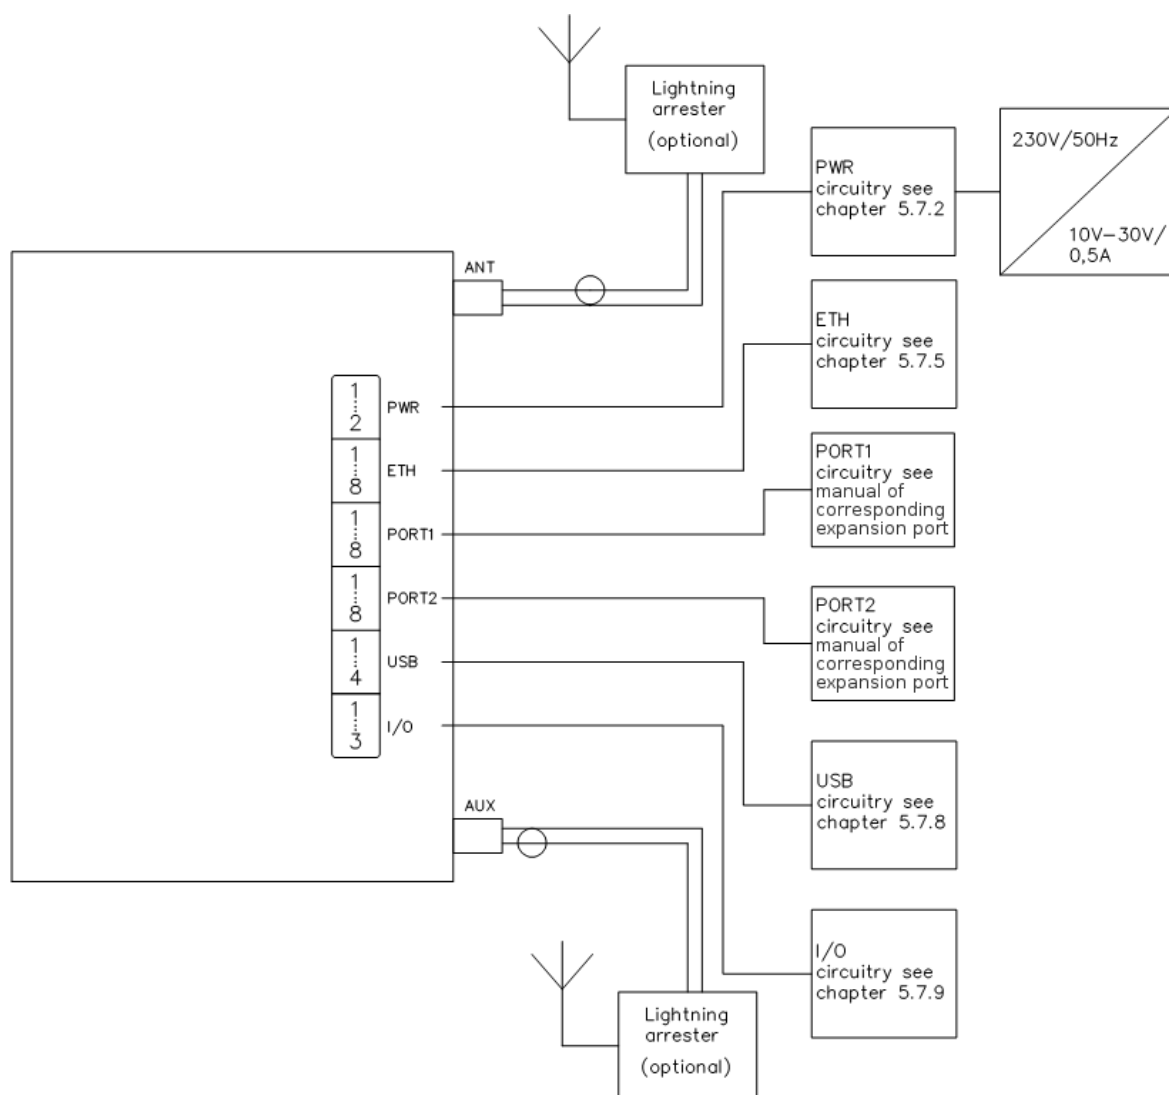 Lightning
arrester
(optional)
230V/50Hz
10V–30V/
0,5A
PWR
circuitry see
chapter 5.7.2
ANT
ETH
circuitry see
chapter 5.7.5
1
2
PWR
1
8
ETH
1
8
PORT1
1
8
PORT2
1
4
USB
1
3
I/O
PORT1
circuitry see
manual of
corresponding
expansion port
PORT2
circuitry see
manual of
corresponding
expansion port
USB
circuitry see
chapter 5.7.8
AUX
I/O
circuitry see
chapter 5.7.9
Lightning
arrester
(optional)